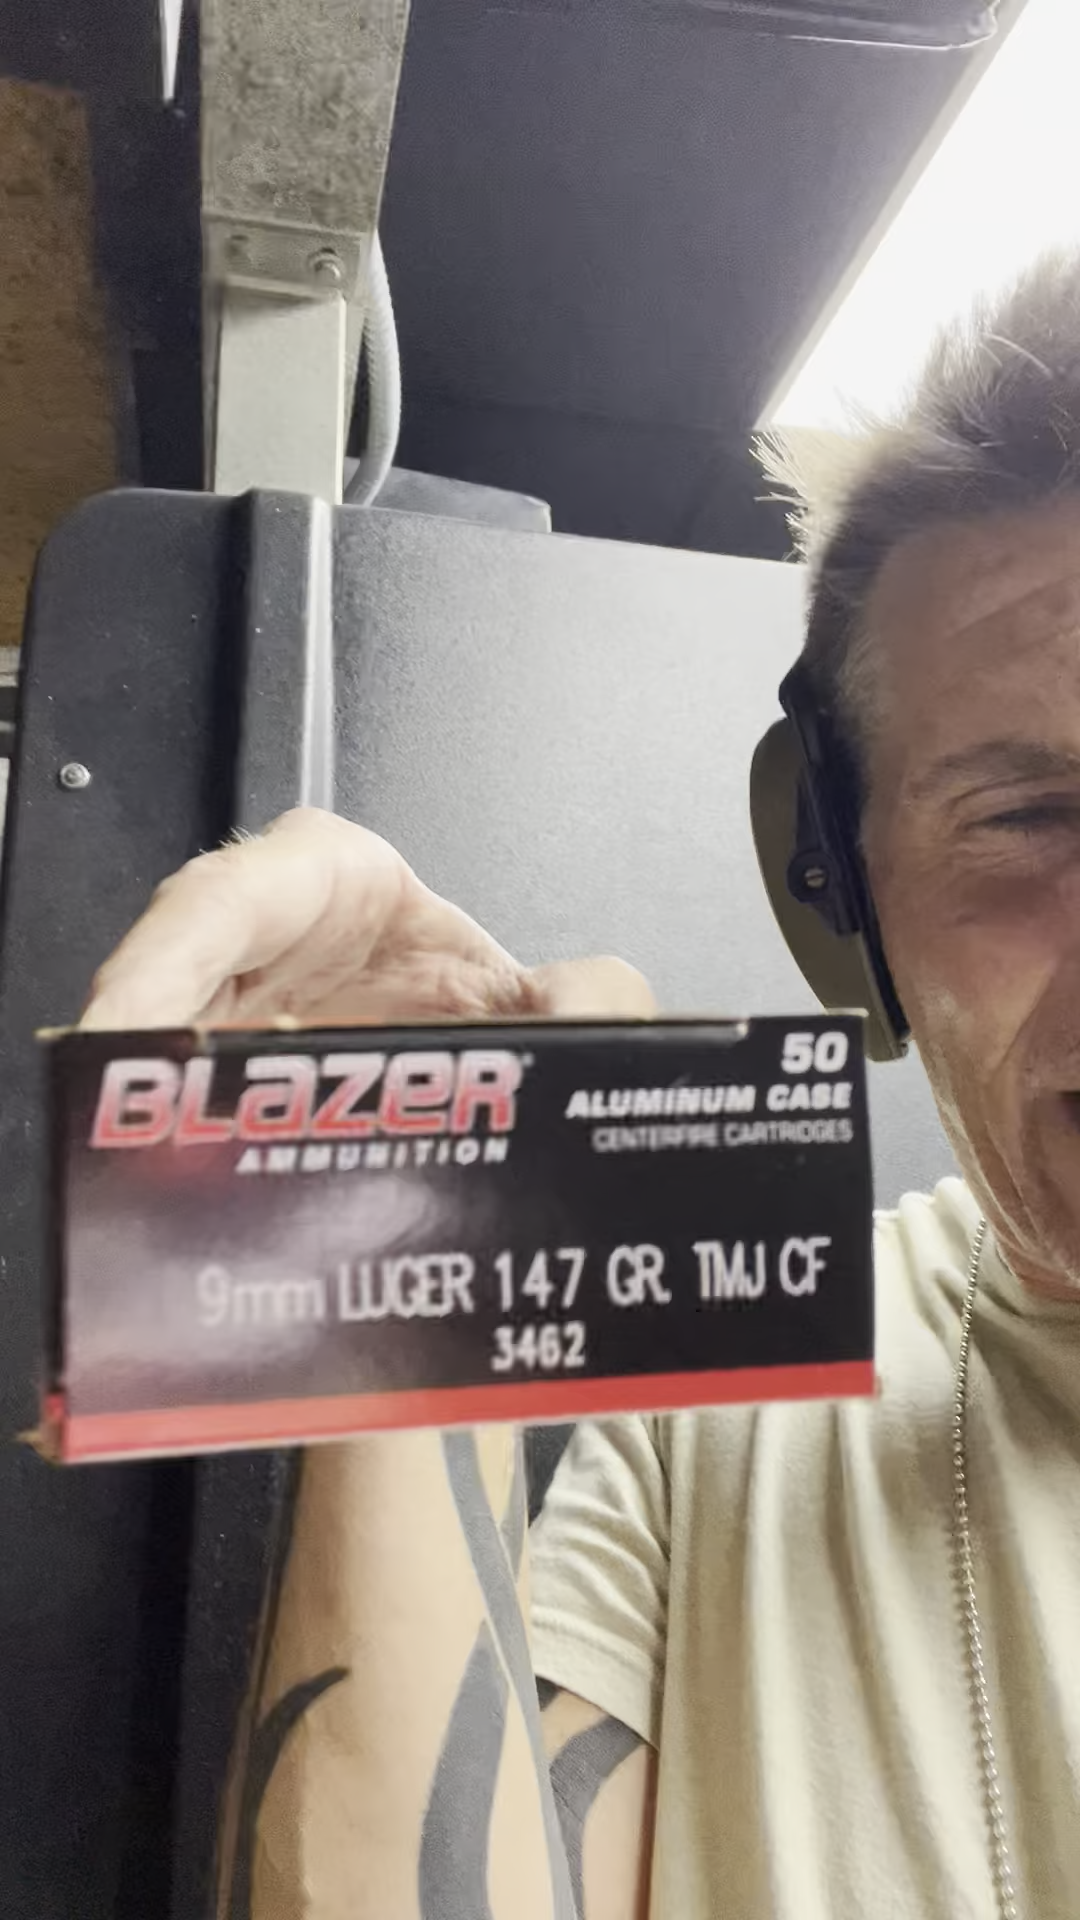 BLazeR
AMMUNITION
50
ALUMINUM CASE
CENTERFIRE CARTRIDGES
9mm LUGER 147 GR. TMJ CF
3462